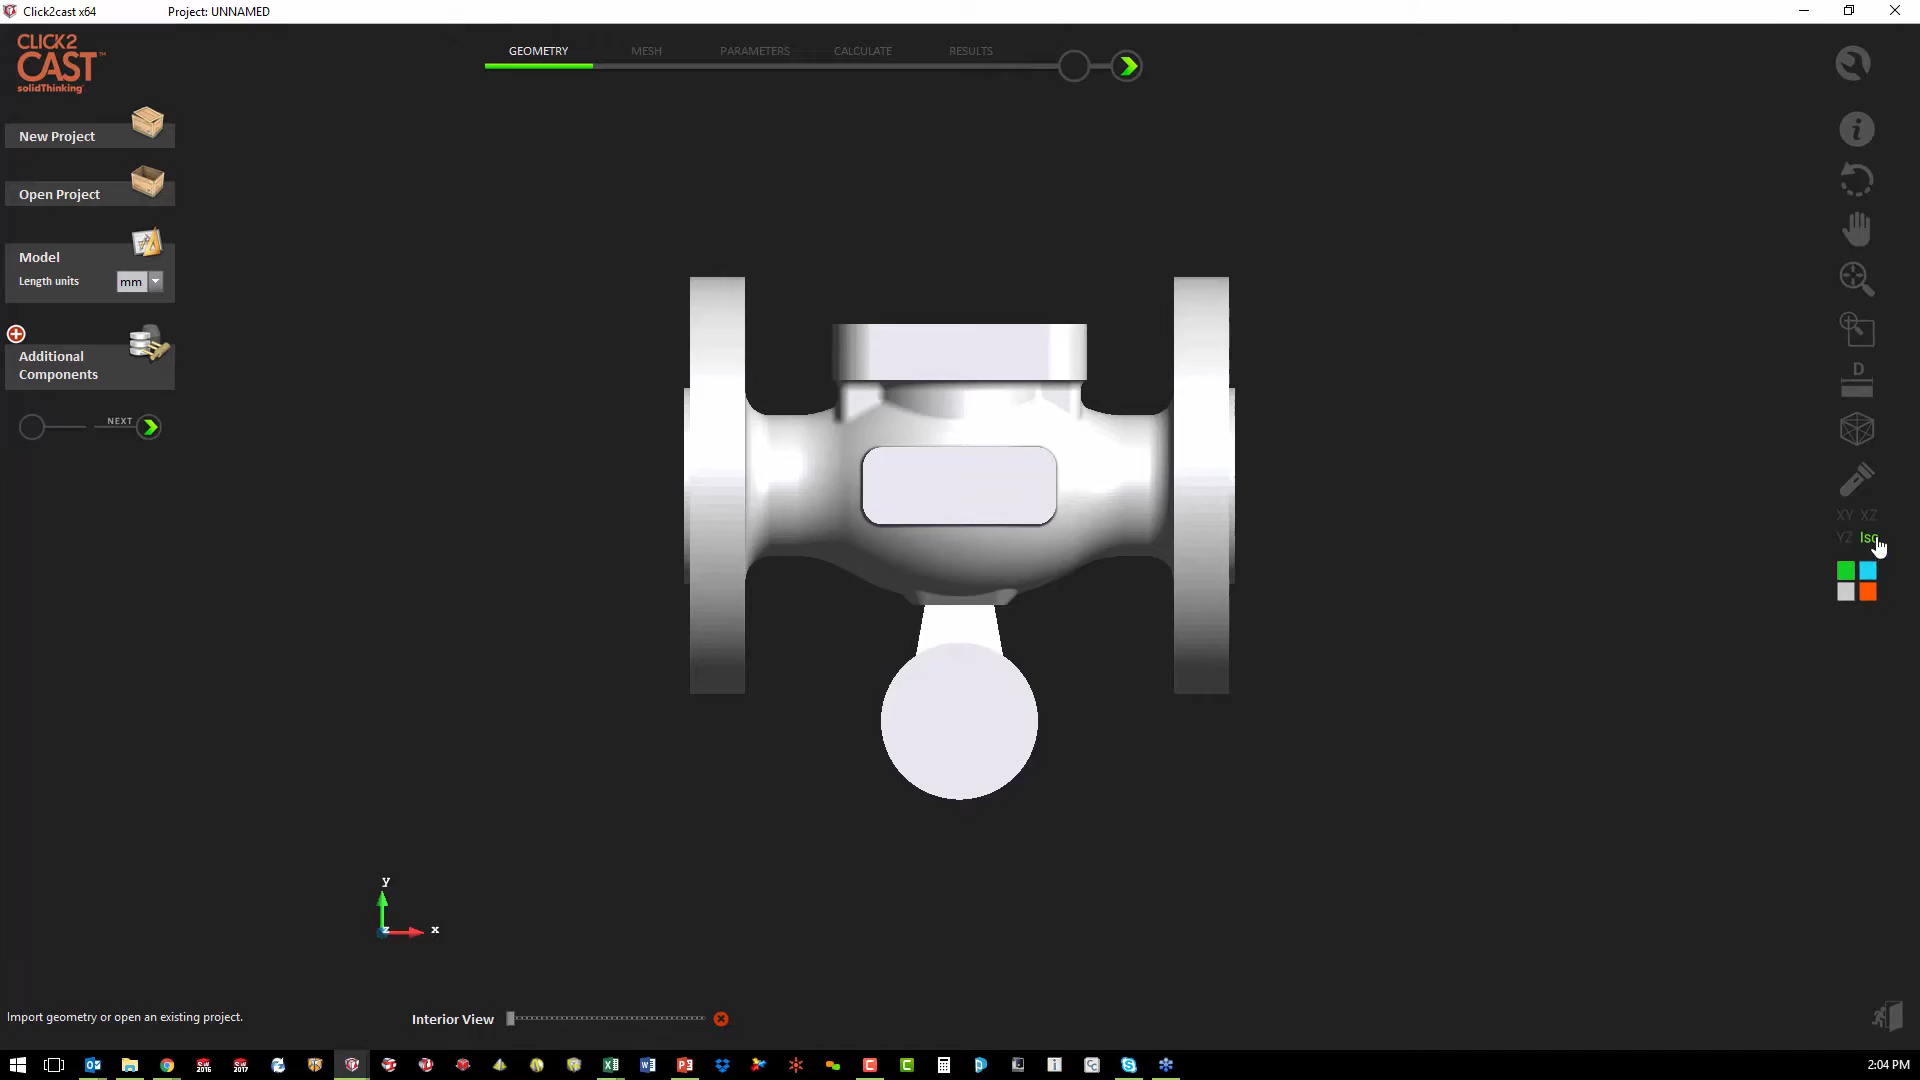 Click2cast x64 Project: UNNAMED
CLICK2
CAST™
solidThinking
GEOMETRY MESH PARAMETERS CALCULATE RESULTS
New Project
Open Project
Model
Length units mm
Additional
Components
NEXT
D
XY XZ
YZ Iso
y
z x
Import geometry or open an existing project.
Interior View
2:04 PM